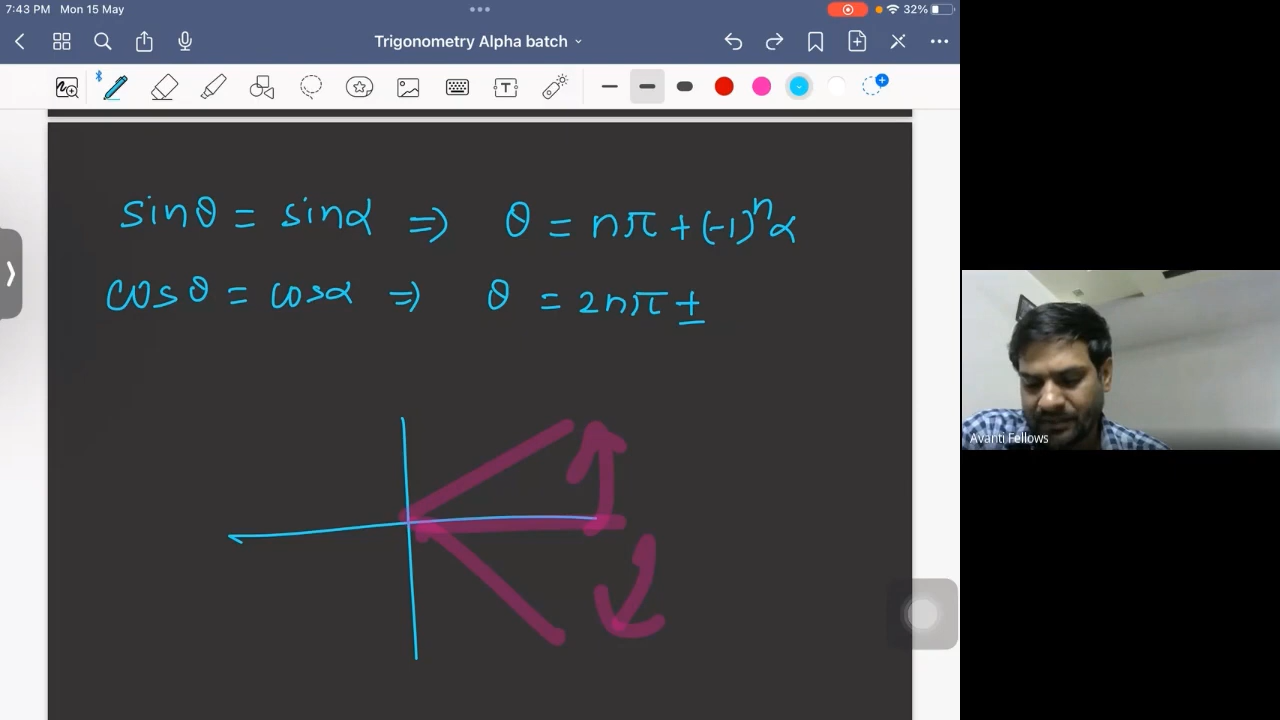 7:43 PM Mon 15 May
32%
Trigonometry Alpha batch
T
sinθ = sinα ⇒ θ = nπ + (-1)ⁿα
cosθ = cosα ⇒ θ = 2nπ ±
Avanti Fellows